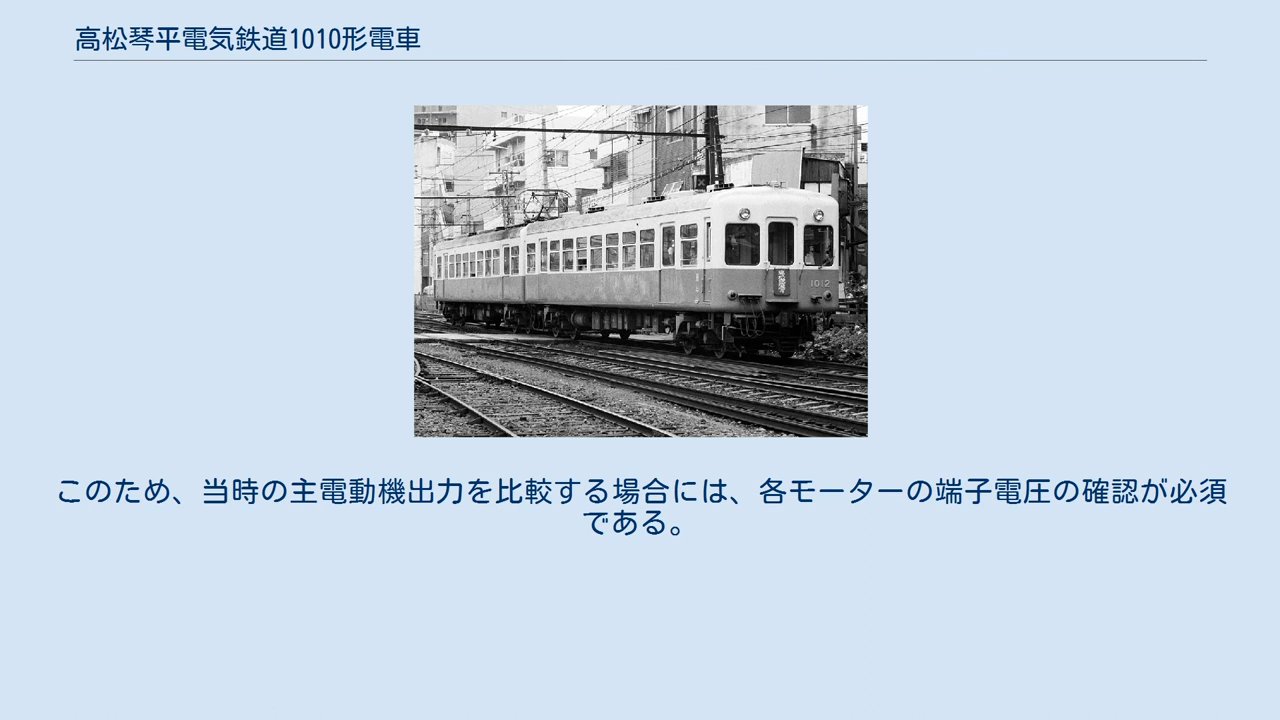 高松琴平電気鉄道1010形電車
1012
このため、当時の主電動機出力を比較する場合には、各モーターの端子電圧の確認が必須
である。